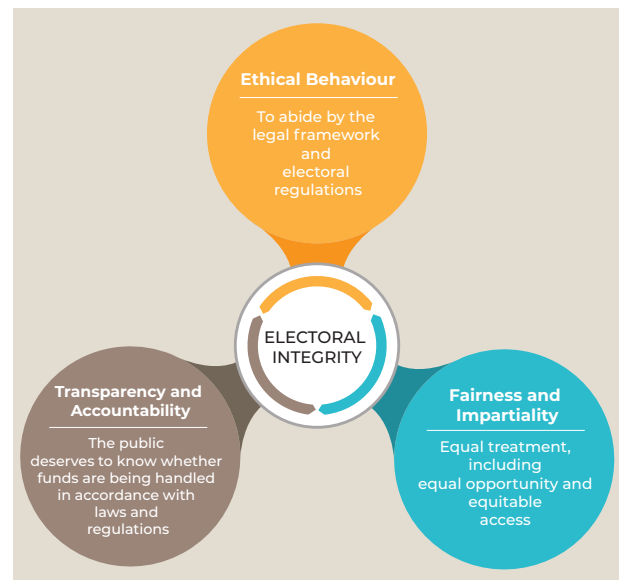 Ethical Behaviour
To abide by the
legal framework
and
electoral
regulations
ELECTORAL
INTEGRITY
Transparency and
Accountability
The public
deserves to know whether
funds are being handled
in accordance with
laws and
regulations
Fairness and
Impartiality
Equal treatment,
including
equal opportunity and
equitable
access